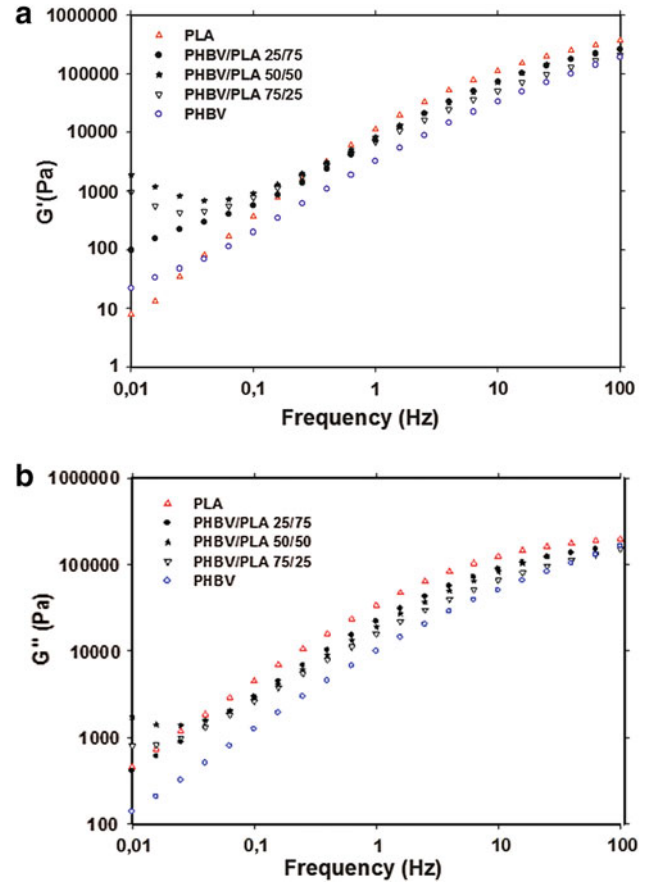 a
1000000
100000
10000
1000
100
10
1
G'(Pa)
PLA
PHBV/PLA 25/75
PHBV/PLA 50/50
PHBV/PLA 75/25
PHBV
0,01 0,1 1 10 100
Frequency (Hz)
b
1000000
100000
10000
1000
100
G'' (Pa)
PLA
PHBV/PLA 25/75
PHBV/PLA 50/50
PHBV/PLA 75/25
PHBV
0,01 0,1 1 10 100
Frequency (Hz)